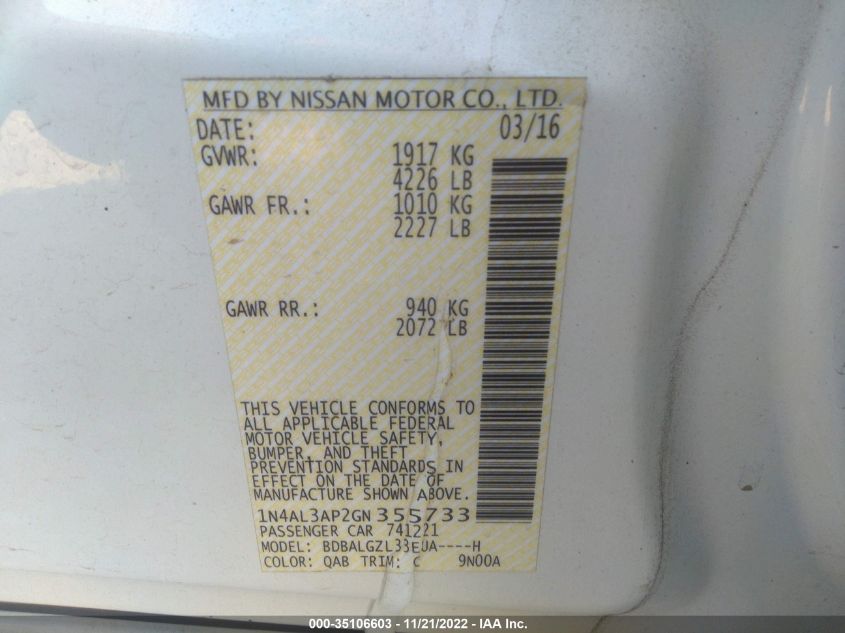 MFD BY NISSAN MOTOR CO., LTD.
DATE: 03/16
GVWR: 1917 KG
4226 LB
GAWR FR.: 1010 KG
2227 LB
GAWR RR.: 940 KG
2072 LB
THIS VEHICLE CONFORMS TO
ALL APPLICABLE FEDERAL
MOTOR VEHICLE SAFETY,
BUMPER, AND THEFT
PREVENTION STANDARDS IN
EFFECT ON THE DATE OF
MANUFACTURE SHOWN ABOVE.
1N4AL3AP2GN355733
PASSENGER CAR 741221
MODEL: BDBALGZL33EUA----H
COLOR: QAB TRIM: C 9N00A
000-35106603 - 11/21/2022 - IAA Inc.